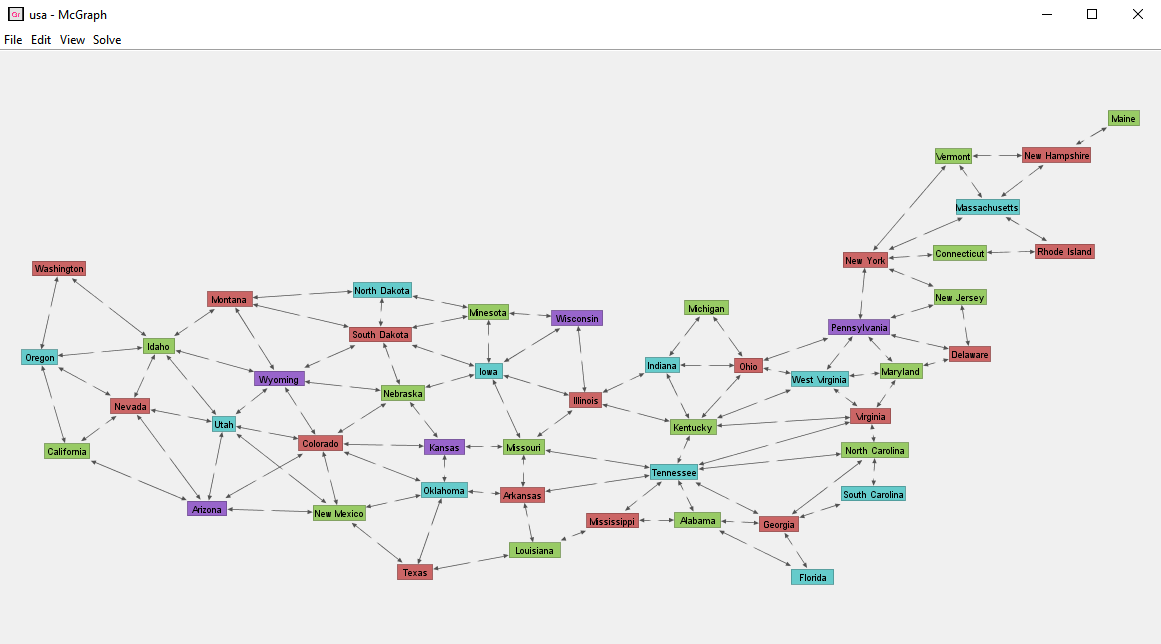 Gr usa - McGraph
File Edit View Solve
Maine
Vermont
New Hampshire
Massachusetts
New York
Connecticut
Rhode Island
Washington
Montana
North Dakota
New Jersey
Minesota
Wisconsin
Michigan
Pennsylvania
South Dakota
Idaho
Oregon
Delaware
Indiana
Ohio
Iowa
Maryland
Wyoming
West Virginia
Nebraska
Illinois
Nevada
Virginia
Utah
Kentucky
Colorado
Kansas
Missouri
California
North Carolina
Tennessee
Oklahoma
Arkansas
South Carolina
Arizona
New Mexico
Mississippi
Alabama
Georgia
Louisiana
Texas
Florida